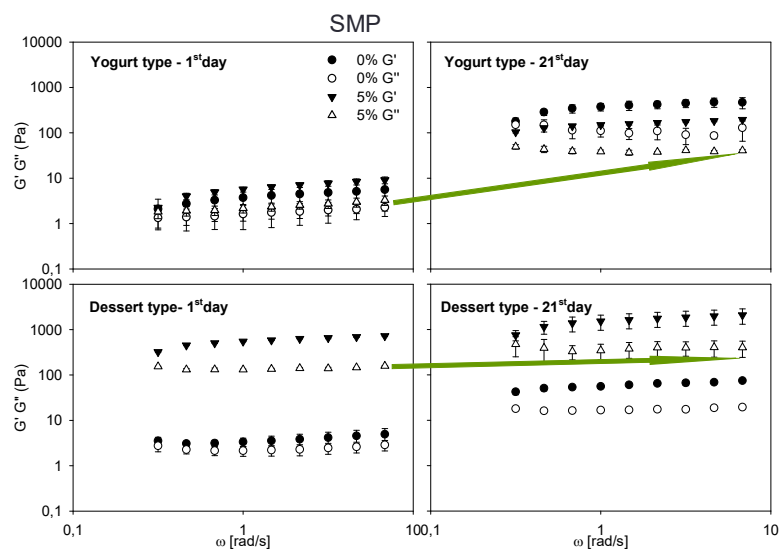 SMP
10000
1000
100
10
1
0,1
G' G'' (Pa)
Yogurt type - 1st day
0% G'
0% G''
5% G'
5% G''
Yogurt type - 21st day
10000
1000
100
10
1
0,1
G' G'' (Pa)
Dessert type- 1st day
Dessert type - 21st day
0,1
1
10
100
0,1
1
10
ω [rad/s]
ω [rad/s]